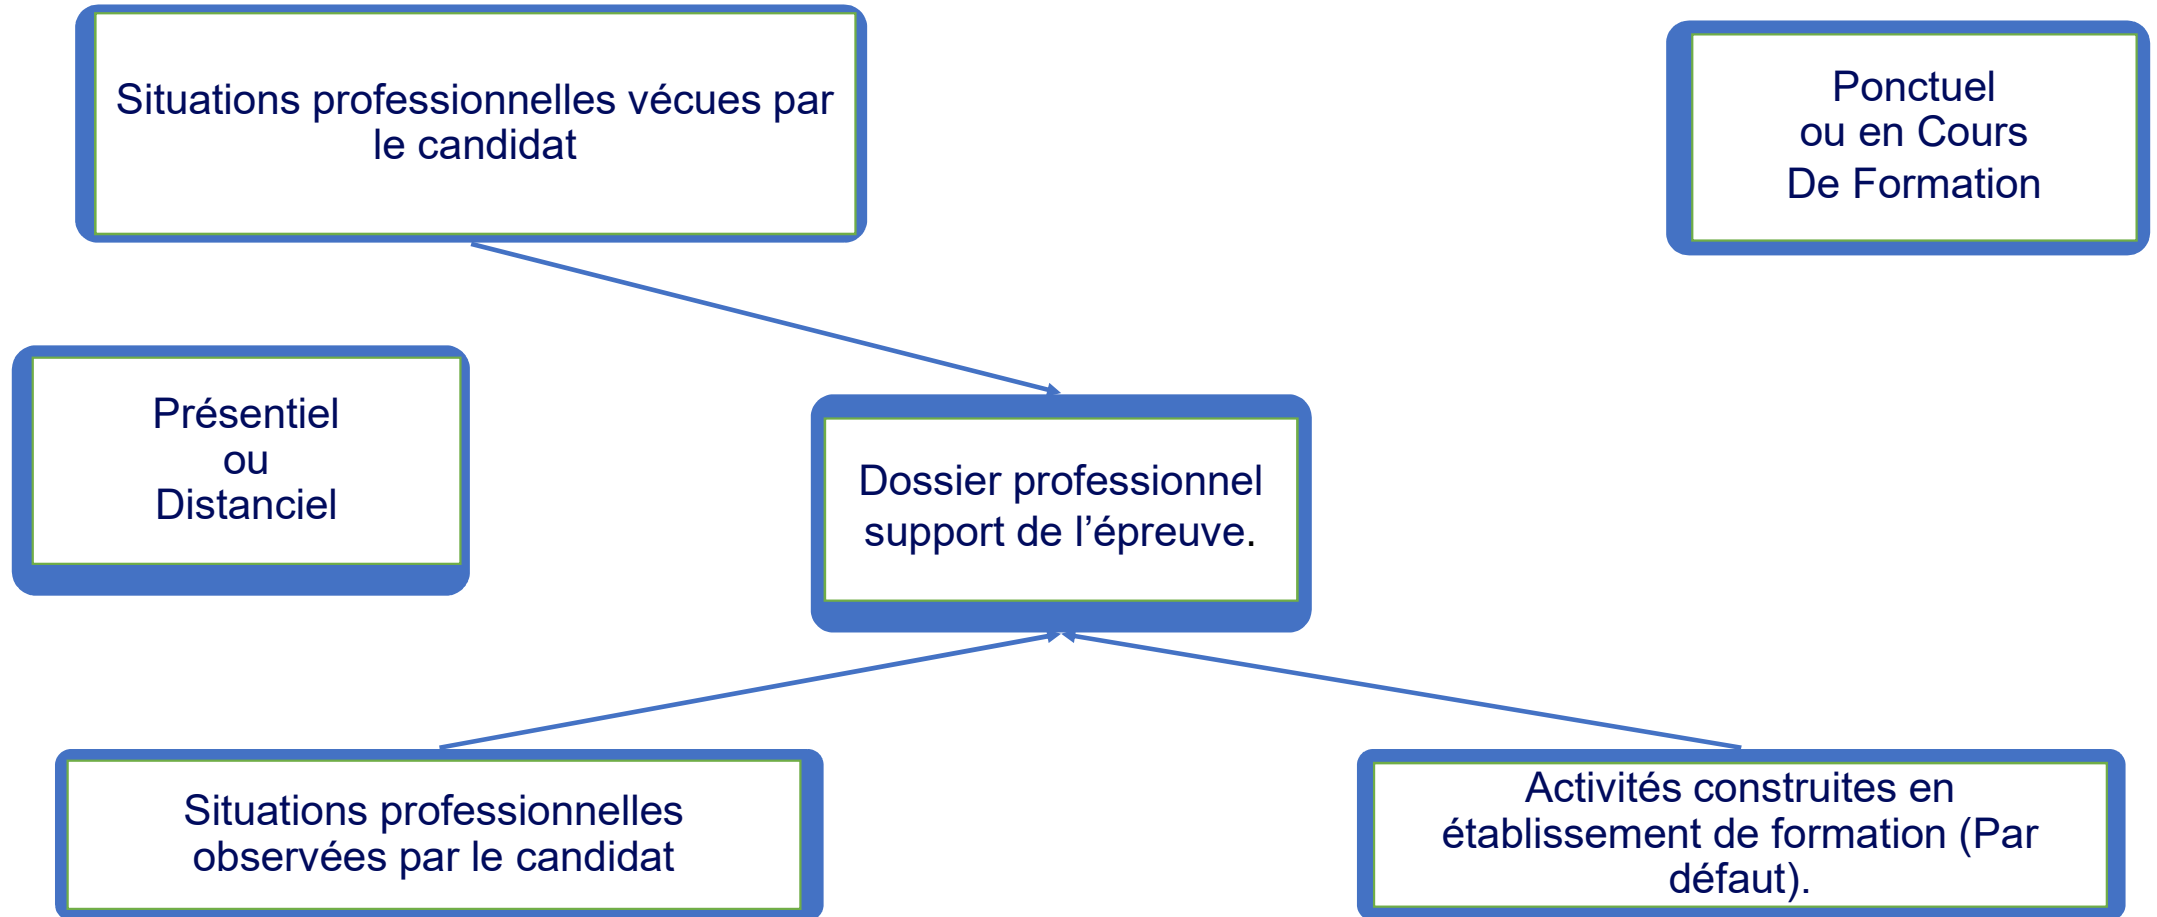 Situations professionnelles vécues par
le candidat
Ponctuel
ou en Cours
De Formation
Présentiel
ou
Distanciel
Dossier professionnel
support de l’épreuve.
Situations professionnelles
observées par le candidat
Activités construites en
établissement de formation (Par
défaut).